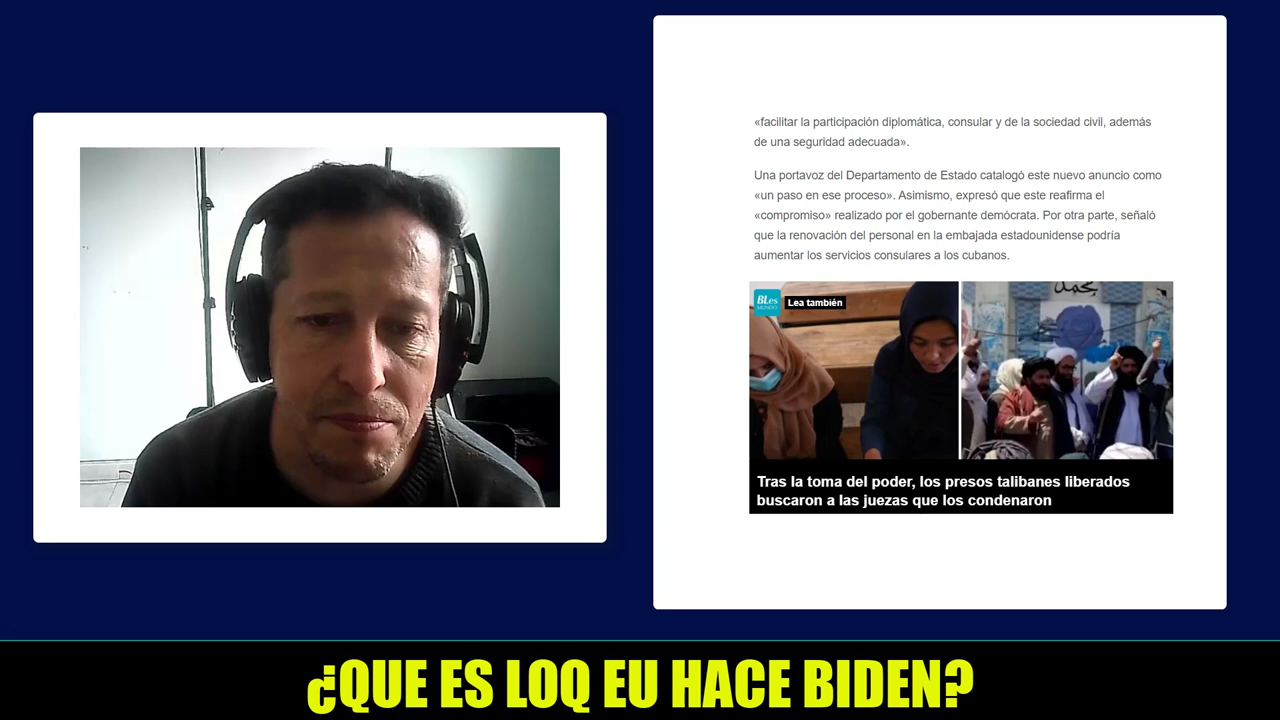 «facilitar la participación diplomática, consular y de la sociedad civil, además
de una seguridad adecuada».
Una portavoz del Departamento de Estado catalogó este nuevo anuncio como
«un paso en ese proceso». Asimismo, expresó que este reafirma el
«compromiso» realizado por el gobernante demócrata. Por otra parte, señaló
que la renovación del personal en la embajada estadounidense podría
aumentar los servicios consulares a los cubanos.
BLes
MUNDO
Lea también
Tras la toma del poder, los presos talibanes liberados
buscaron a las juezas que los condenaron
¿QUE ES LOQ EU HACE BIDEN?